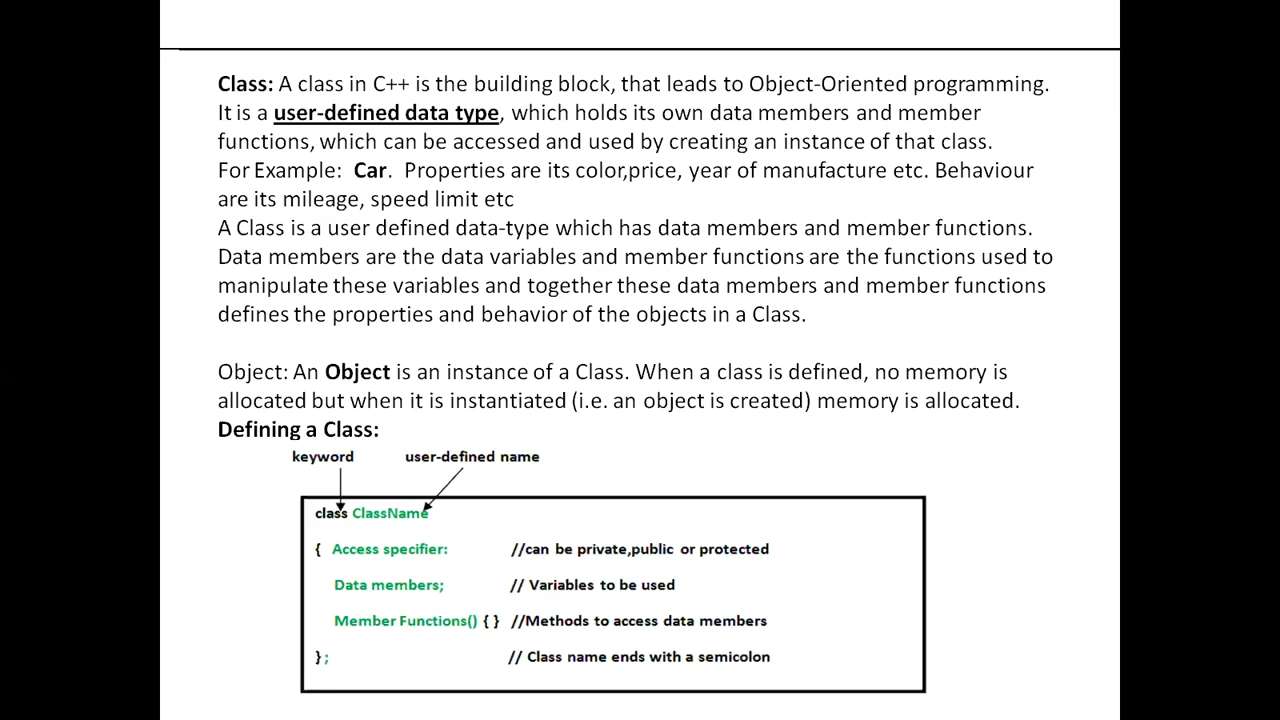 Class: A class in C++ is the building block, that leads to Object-Oriented programming.
It is a user-defined data type, which holds its own data members and member
functions, which can be accessed and used by creating an instance of that class.
For Example: Car. Properties are its color,price, year of manufacture etc. Behaviour
are its mileage, speed limit etc
A Class is a user defined data-type which has data members and member functions.
Data members are the data variables and member functions are the functions used to
manipulate these variables and together these data members and member functions
defines the properties and behavior of the objects in a Class.
Object: An Object is an instance of a Class. When a class is defined, no memory is
allocated but when it is instantiated (i.e. an object is created) memory is allocated.
Defining a Class:
keyword user-defined name
class ClassName
{ Access specifier: //can be private,public or protected
Data members; // Variables to be used
Member Functions() { } //Methods to access data members
}; // Class name ends with a semicolon